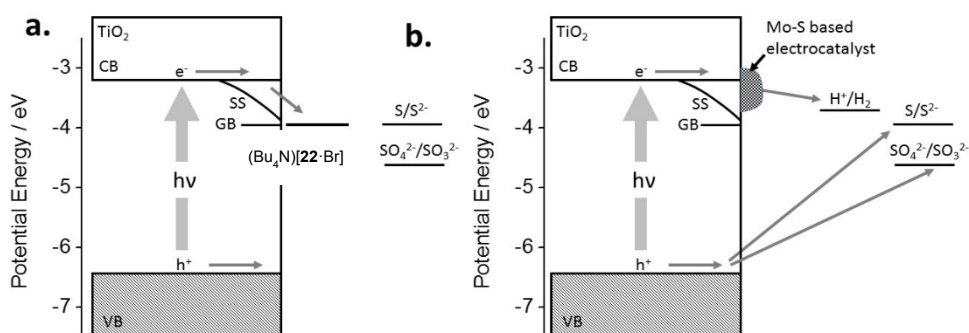 a.
TiO₂
CB
e⁻
SS
GB
hν
h⁺
VB
Potential Energy / eV
-3
-4
-5
-6
-7
(Bu₄N)[22·Br]
S/S²⁻
SO₄²⁻/SO₃²⁻
b.
TiO₂
CB
e⁻
SS
GB
hν
h⁺
VB
Potential Energy / eV
-3
-4
-5
-6
-7
Mo-S based
electrocatalyst
H⁺/H₂
S/S²⁻
SO₄²⁻/SO₃²⁻